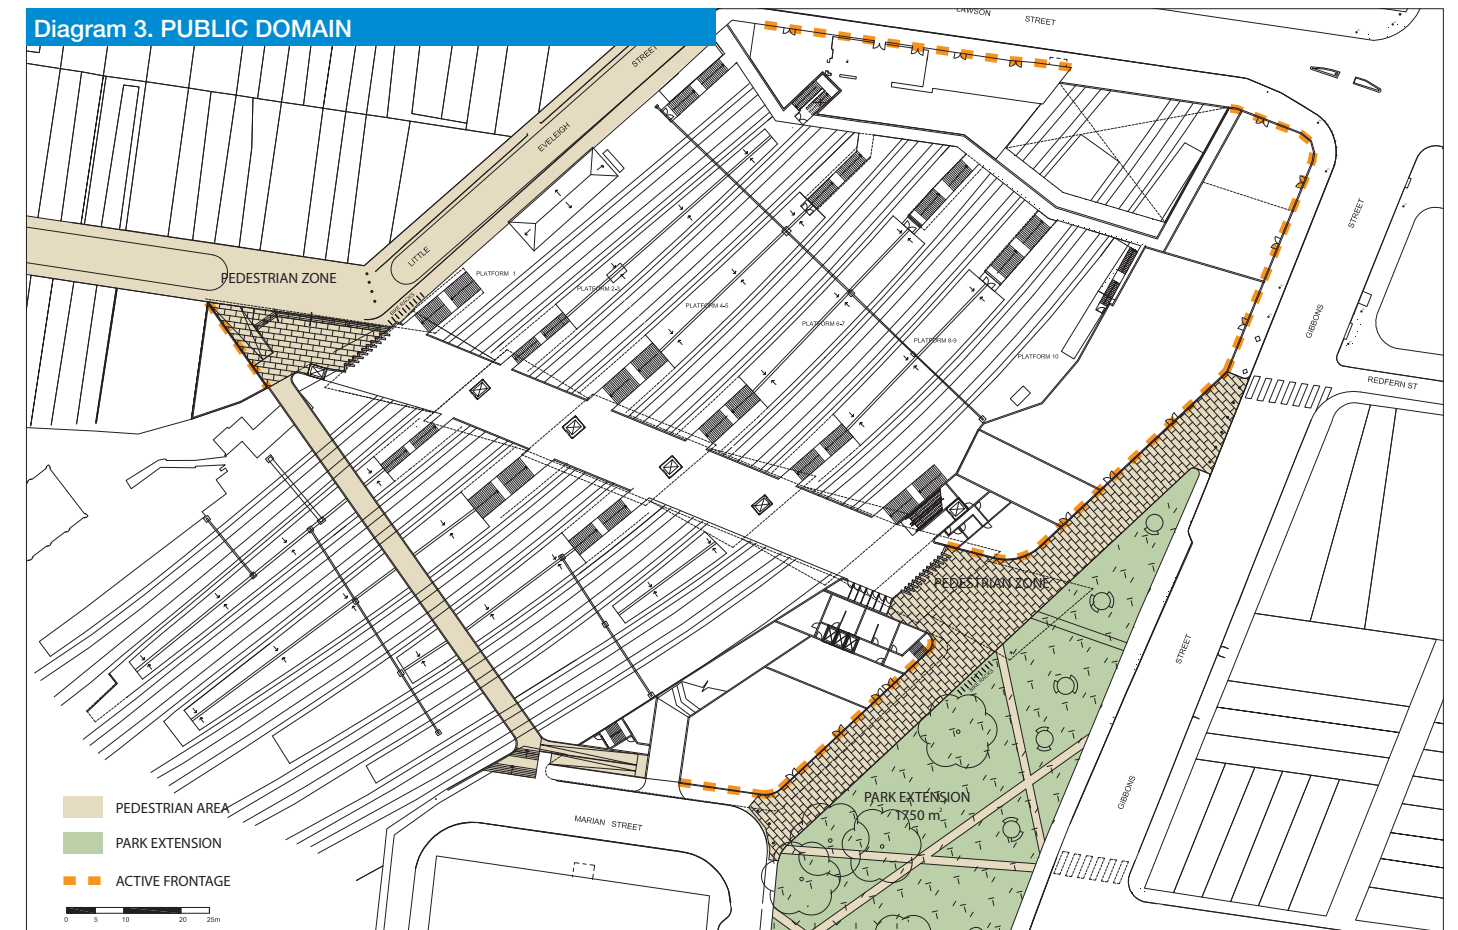 Diagram 3. PUBLIC DOMAIN
LAWSON STREET
STREET
EVELEIGH
LITTLE
STREET
GIBBONS
REDFERN ST
PEDESTRIAN ZONE
PLATFORM 1
PLATFORM 2-3
PLATFORM 4-5
PLATFORM 6-7
PLATFORM 8-9
PLATFORM 10
PEDESTRIAN ZONE
STREET
GIBBONS
PARK EXTENSION
1750 m²
MARIAN STREET
PEDESTRIAN AREA
PARK EXTENSION
ACTIVE FRONTAGE
0 5 10 20 25m